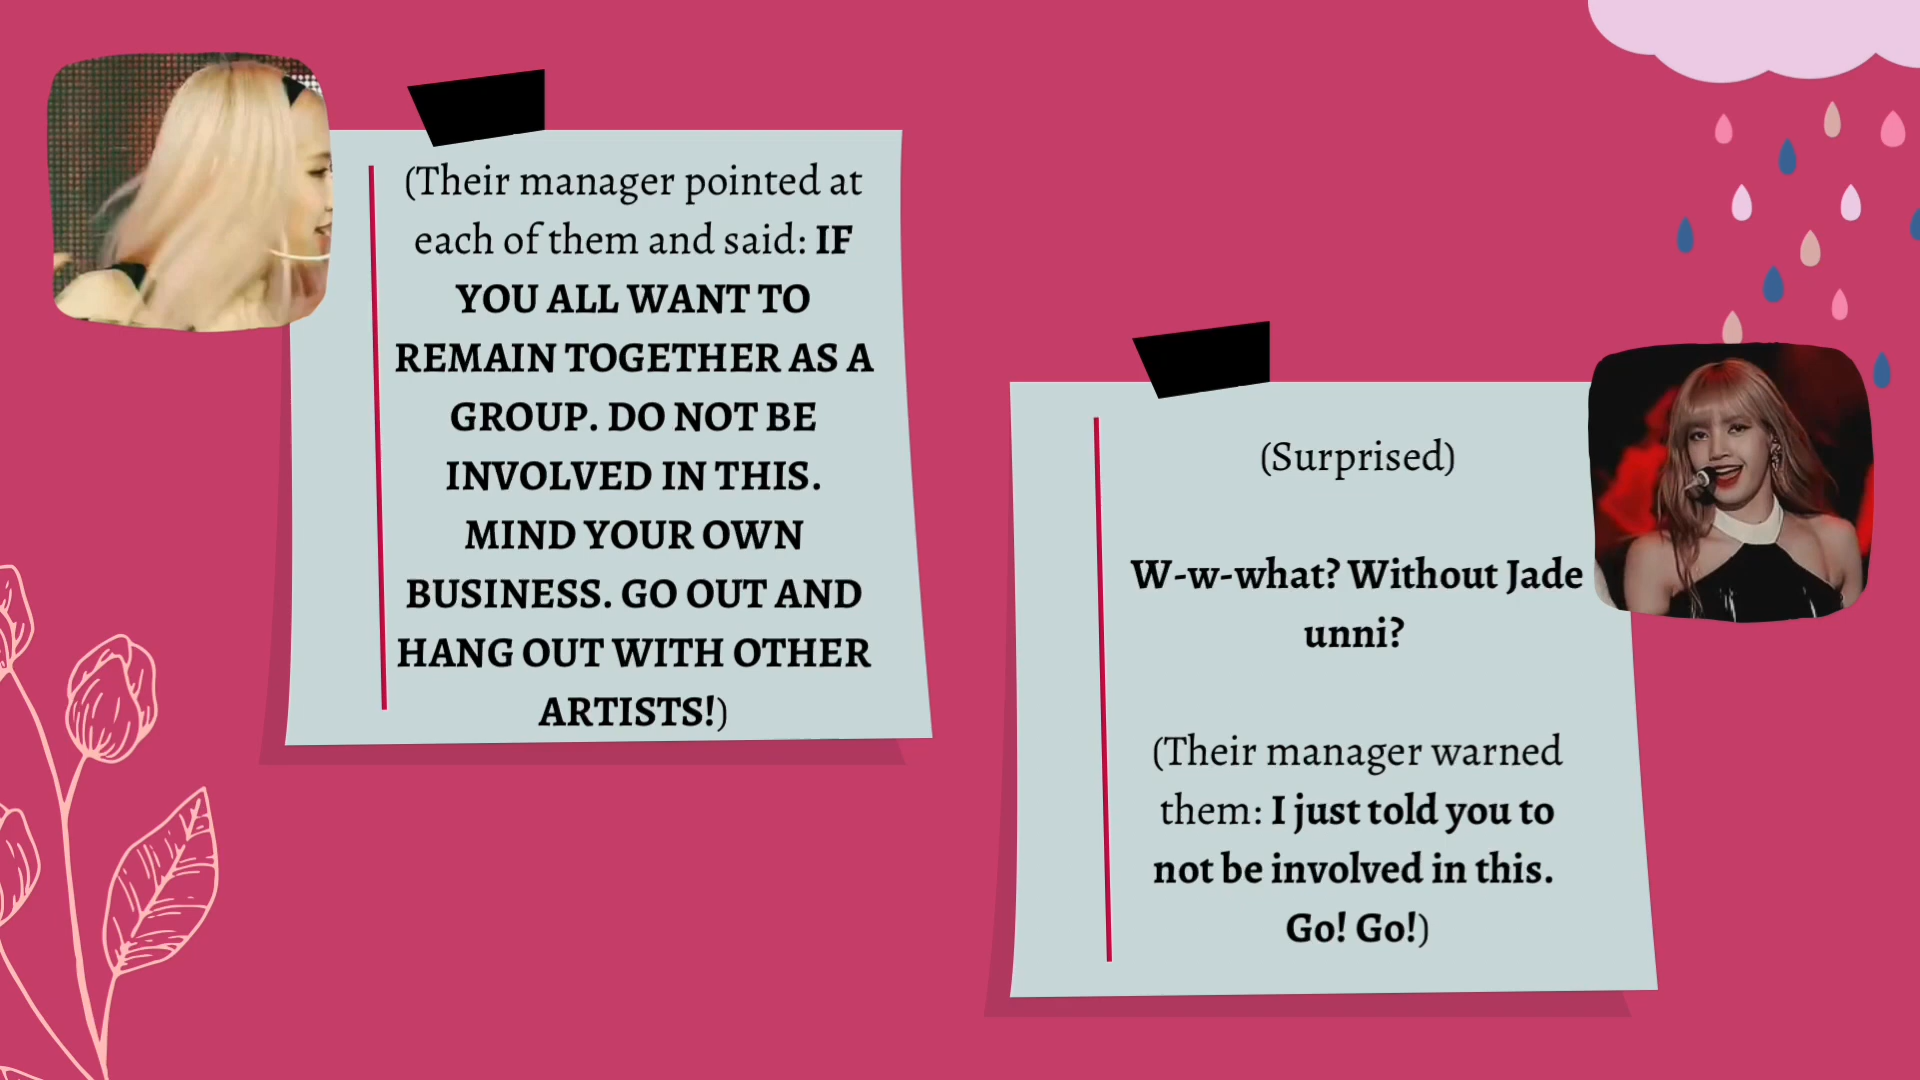 (Their manager pointed at
each of them and said: IF
YOU ALL WANT TO
REMAIN TOGETHER AS A
GROUP. DO NOT BE
INVOLVED IN THIS.
MIND YOUR OWN
BUSINESS. GO OUT AND
HANG OUT WITH OTHER
ARTISTS!)
(Surprised)
W-w-what? Without Jade
unni?
(Their manager warned
them: I just told you to
not be involved in this.
Go! Go!)